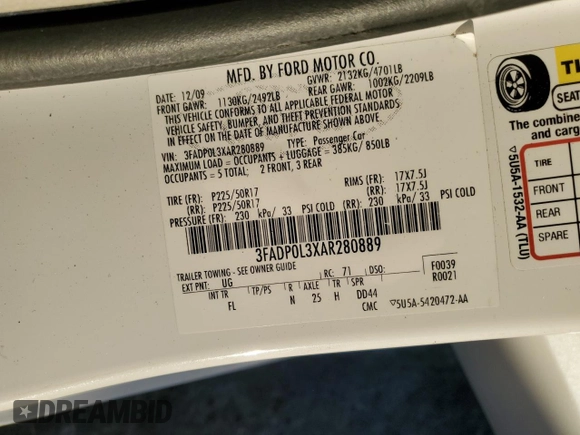 MFD. BY FORD MOTOR CO.
DATE: 12/09 GVWR: 2132KG/4701LB
FRONT GAWR: 1130KG/2492LB REAR GAWR: 1002KG/2209LB
THIS VEHICLE CONFORMS TO ALL APPLICABLE FEDERAL MOTOR
VEHICLE SAFETY, BUMPER, AND THEFT PREVENTION STANDARDS
IN EFFECT ON THE DATE OF MANUFACTURE SHOWN ABOVE.
VIN: 3FADP0L3XAR280889 TYPE: Passenger Car
MAXIMUM LOAD = OCCUPANTS + LUGGAGE = 385KG/ 850LB
OCCUPANTS = 5 TOTAL; 2 FRONT, 3 REAR
TIRE (FR): P225/50R17 RIMS (FR): 17X7.5J
(RR): P225/50R17 (RR): 17X7.5J
PRESSURE (FR): 230 kPa/ 33 PSI COLD (RR): 230 kPa/ 33 PSI COLD
3FADP0L3XAR280889
TRAILER TOWING - SEE OWNER GUIDE
EXT PNT: UG RC: 71 DSO: F0039
INT TR TP/PS R AXLE TR SPR R0021
FL N 25 H DD44
CMC ▽5U5A-5420472-AA
SEAT
The combine
and carg
TIRE
FRONT
REAR
SPARE
▽5U5A-1532-AA (TLU)
DREAMBID